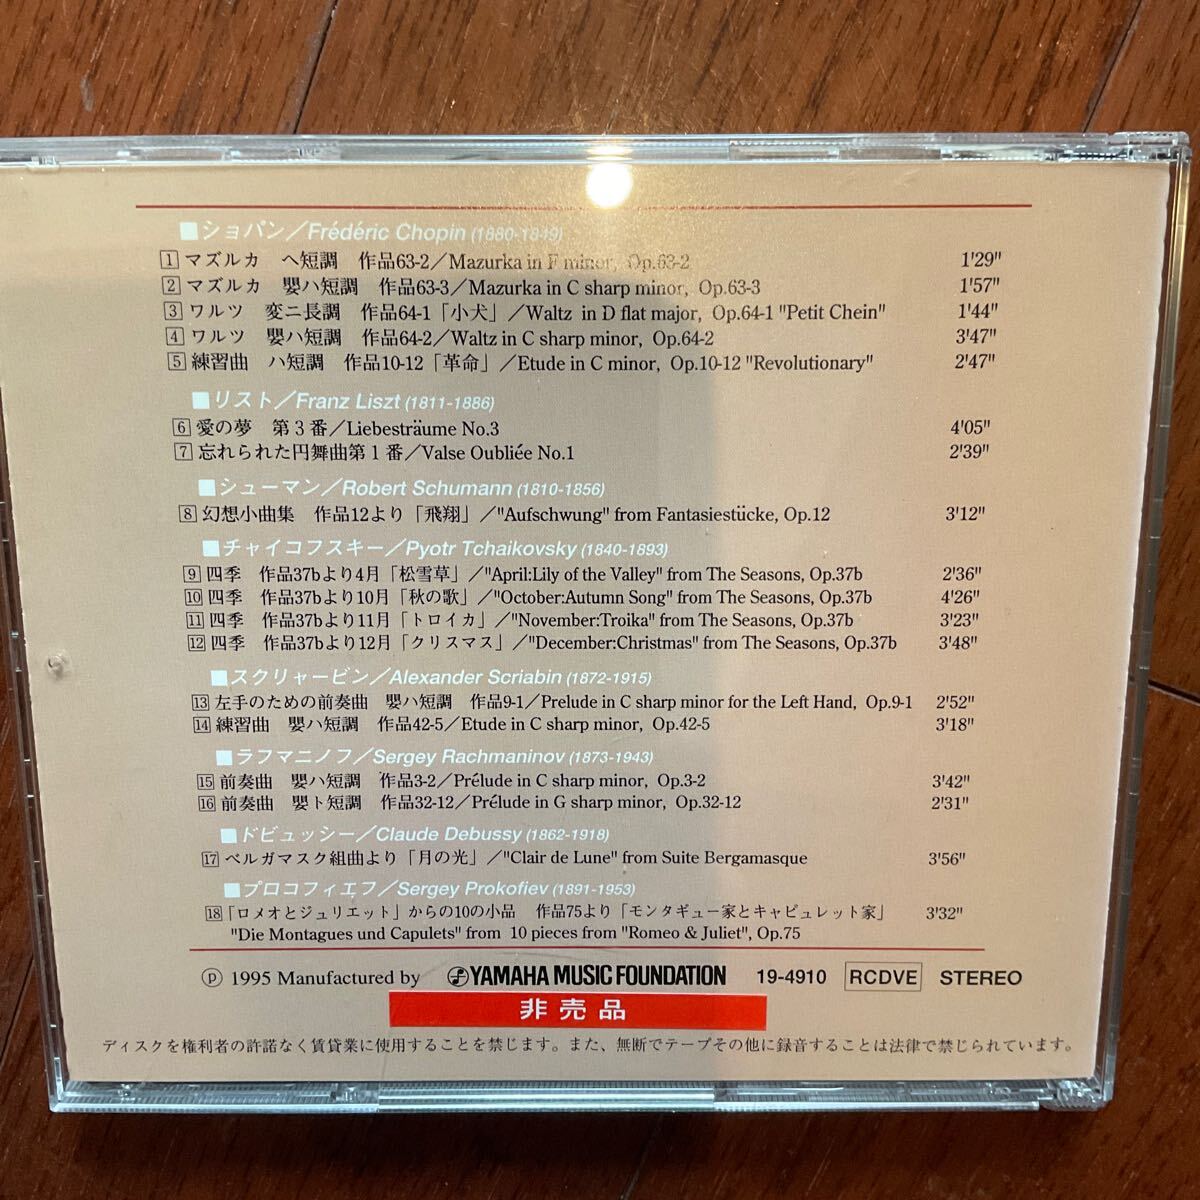 ■ショパン／Frédéric Chopin (1880-1849)
1 マズルカ　ヘ短調　作品63-2／Mazurka in F minor, Op.63-2 1'29"
2 マズルカ　嬰ハ短調　作品63-3／Mazurka in C sharp minor, Op.63-3 1'57"
3 ワルツ　変ニ長調　作品64-1「小犬」／Waltz in D flat major, Op.64-1 "Petit Chein" 1'44"
4 ワルツ　嬰ハ短調　作品64-2／Waltz in C sharp minor, Op.64-2 3'47"
5 練習曲　ハ短調　作品10-12「革命」／Etude in C minor, Op.10-12 "Revolutionary" 2'47"
■リスト／Franz Liszt (1811-1886)
6 愛の夢　第3番／Liebesträume No.3 4'05"
7 忘れられた円舞曲第1番／Valse Oubliée No.1 2'39"
■シューマン／Robert Schumann (1810-1856)
8 幻想小曲集　作品12より「飛翔」／"Aufschwung" from Fantasiestücke, Op.12 3'12"
■チャイコフスキー／Pyotr Tchaikovsky (1840-1893)
9 四季　作品37bより4月「松雪草」／"April:Lily of the Valley" from The Seasons, Op.37b 2'36"
10 四季　作品37bより10月「秋の歌」／"October:Autumn Song" from The Seasons, Op.37b 4'26"
11 四季　作品37bより11月「トロイカ」／"November:Troika" from The Seasons, Op.37b 3'23"
12 四季　作品37bより12月「クリスマス」／"December:Christmas" from The Seasons, Op.37b 3'48"
■スクリャービン／Alexander Scriabin (1872-1915)
13 左手のための前奏曲　嬰ハ短調　作品9-1／Prelude in C sharp minor for the Left Hand, Op.9-1 2'52"
14 練習曲　嬰ハ短調　作品42-5／Etude in C sharp minor, Op.42-5 3'18"
■ラフマニノフ／Sergey Rachmaninov (1873-1943)
15 前奏曲　嬰ハ短調　作品3-2／Prélude in C sharp minor, Op.3-2 3'42"
16 前奏曲　嬰ト短調　作品32-12／Prélude in G sharp minor, Op.32-12 2'31"
■ドビュッシー／Claude Debussy (1862-1918)
17 ベルガマスク組曲より「月の光」／"Clair de Lune" from Suite Bergamasque 3'56"
■プロコフィエフ／Sergey Prokofiev (1891-1953)
18 「ロメオとジュリエット」からの10の小品　作品75より「モンタギュー家とキャピュレット家」 3'32"
"Die Montagues und Capulets" from 10 pieces from "Romeo & Juliet", Op.75
Ⓟ 1995 Manufactured by YAMAHA MUSIC FOUNDATION 19-4910 RCDVE STEREO
非売品
ディスクを権利者の許諾なく賃貸業に使用することを禁じます。また、無断でテープその他に録音することは法律で禁じられています。